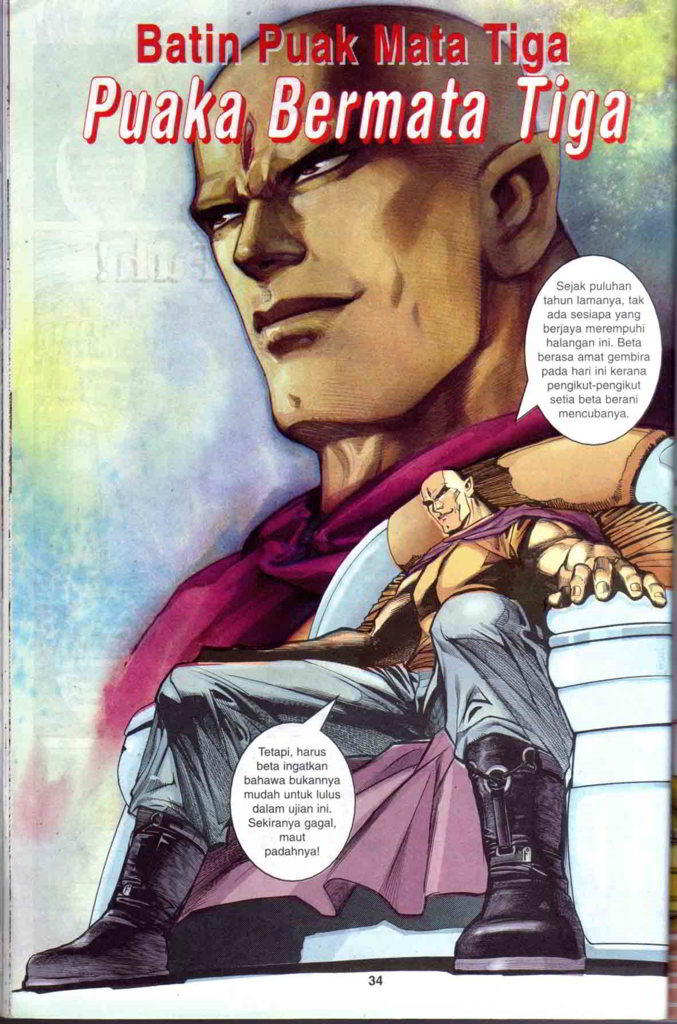 Batin Puak Mata Tiga
Puaka Bermata Tiga
Sejak puluhan
tahun lamanya, tak
ada sesiapa yang
berjaya merempuhi
halangan ini. Beta
berasa amat gembira
pada hari ini kerana
pengikut-pengikut
setia beta berani
mencubanya.
Tetapi, harus
beta ingatkan
bahawa bukannya
mudah untuk lulus
dalam ujian ini.
Sekiranya gagal,
maut
padahnya!
34